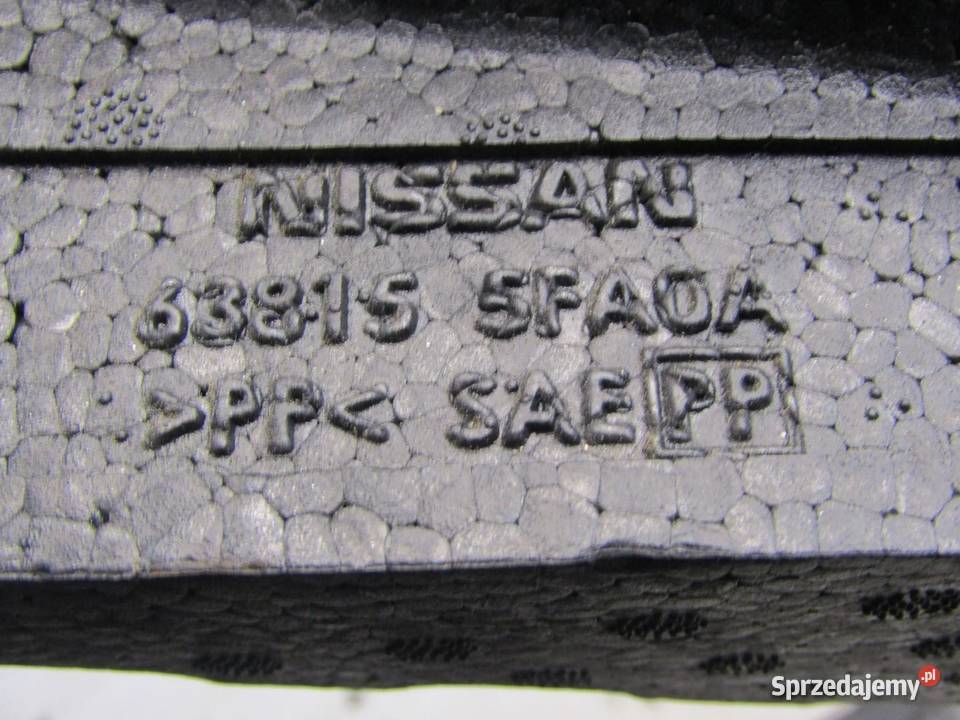 NISSAN
63815 5FA0A
>PP< SAE PP
Sprzedajemy.pl